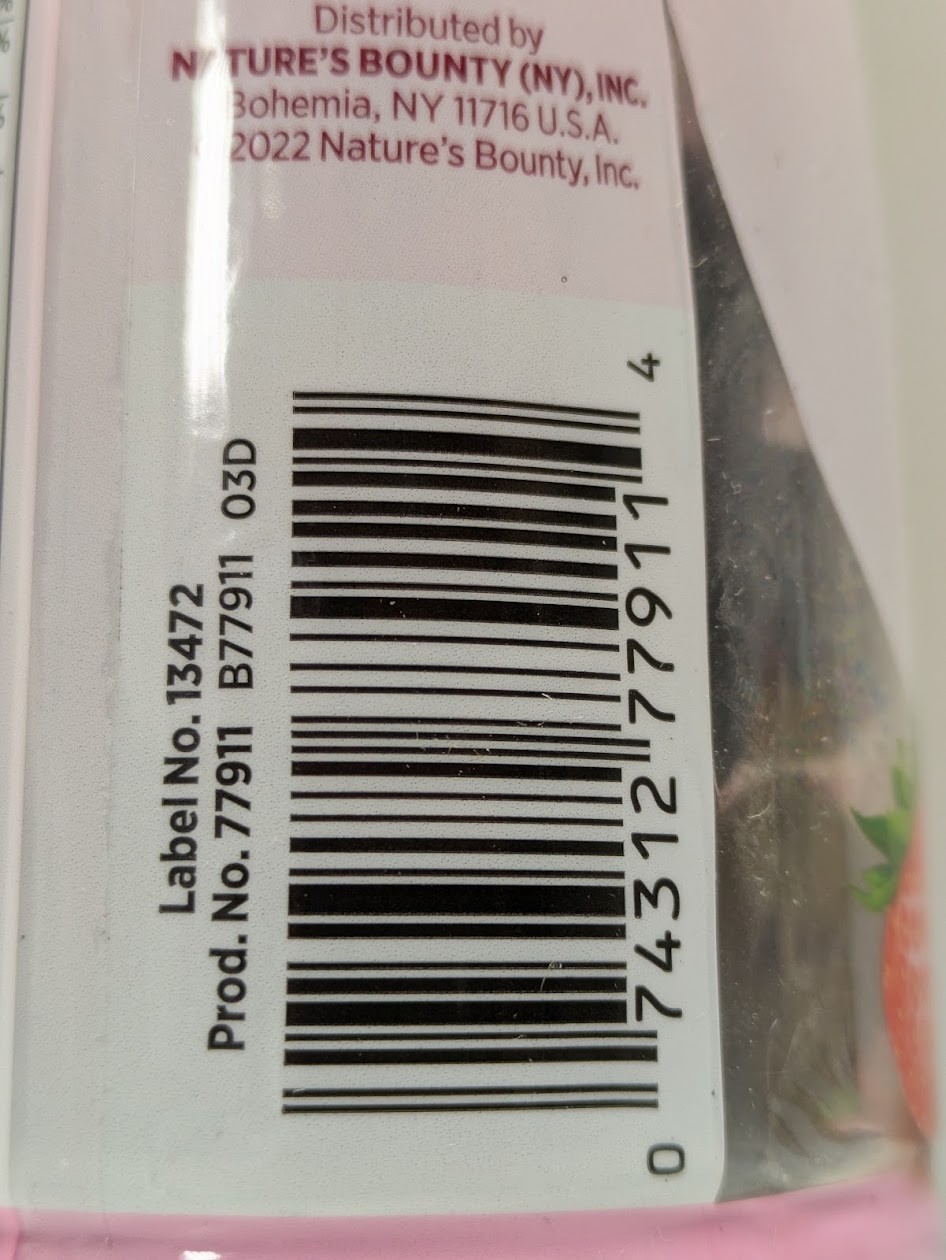 Distributed by
NATURE'S BOUNTY (NY), INC.
Bohemia, NY 11716 U.S.A.
2022 Nature's Bounty, Inc.
Label No. 13472
Prod. No. 77911 B77911 03D
0 74312 77911 4